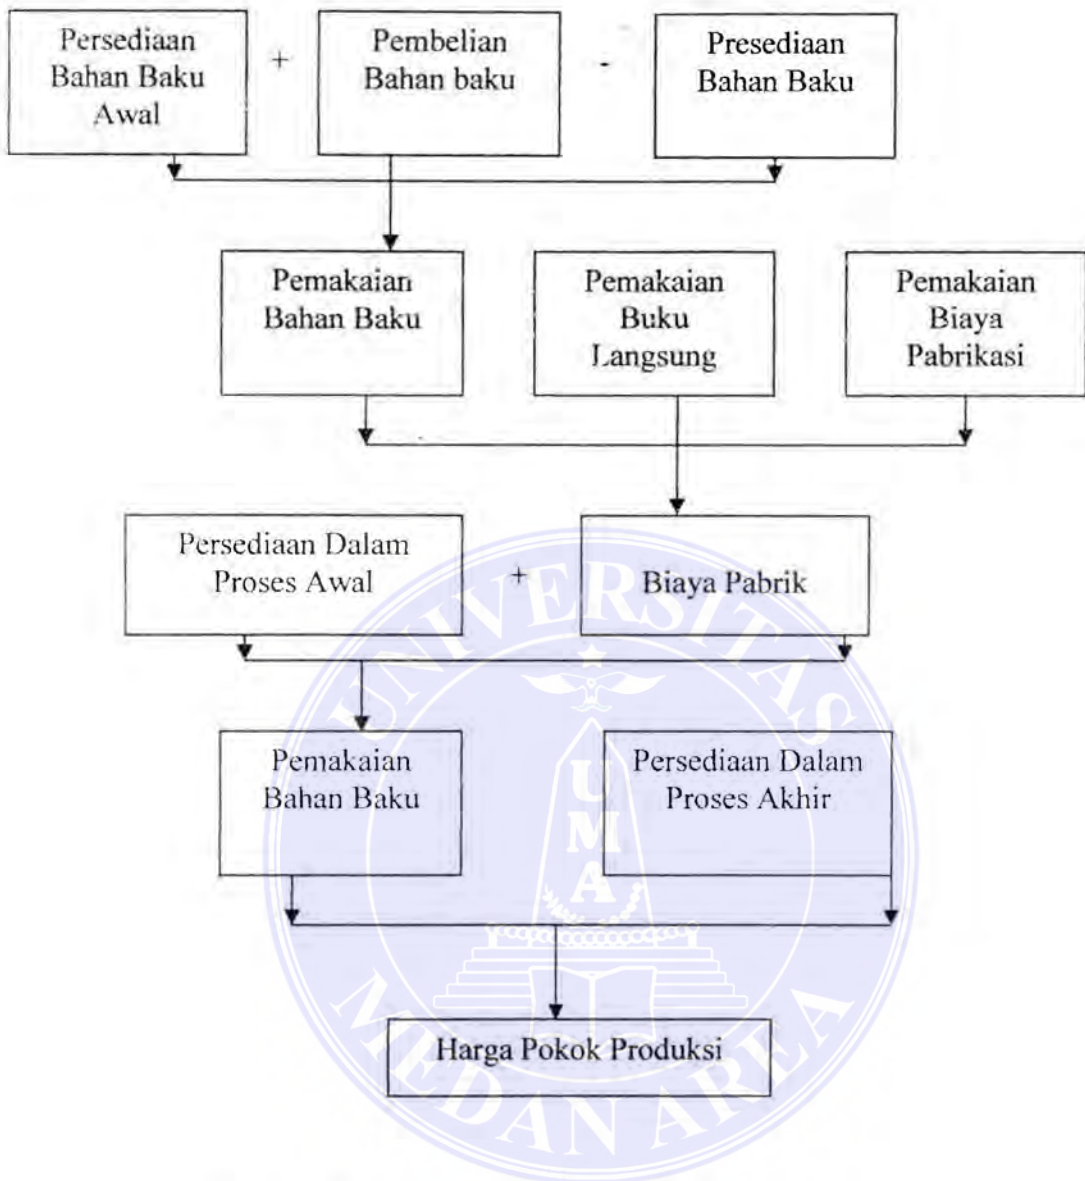 Persediaan
Bahan Baku
Awal
+
Pembelian
Bahan baku
-
Presediaan
Bahan Baku
Pemakaian
Bahan Baku
Pemakaian
Buku
Langsung
Pemakaian
Biaya
Pabrikasi
Persediaan Dalam
Proses Awal
+
Biaya Pabrik
Pemakaian
Bahan Baku
Persediaan Dalam
Proses Akhir
Harga Pokok Produksi
UNIVERSITAS
UMA
MEDAN AREA